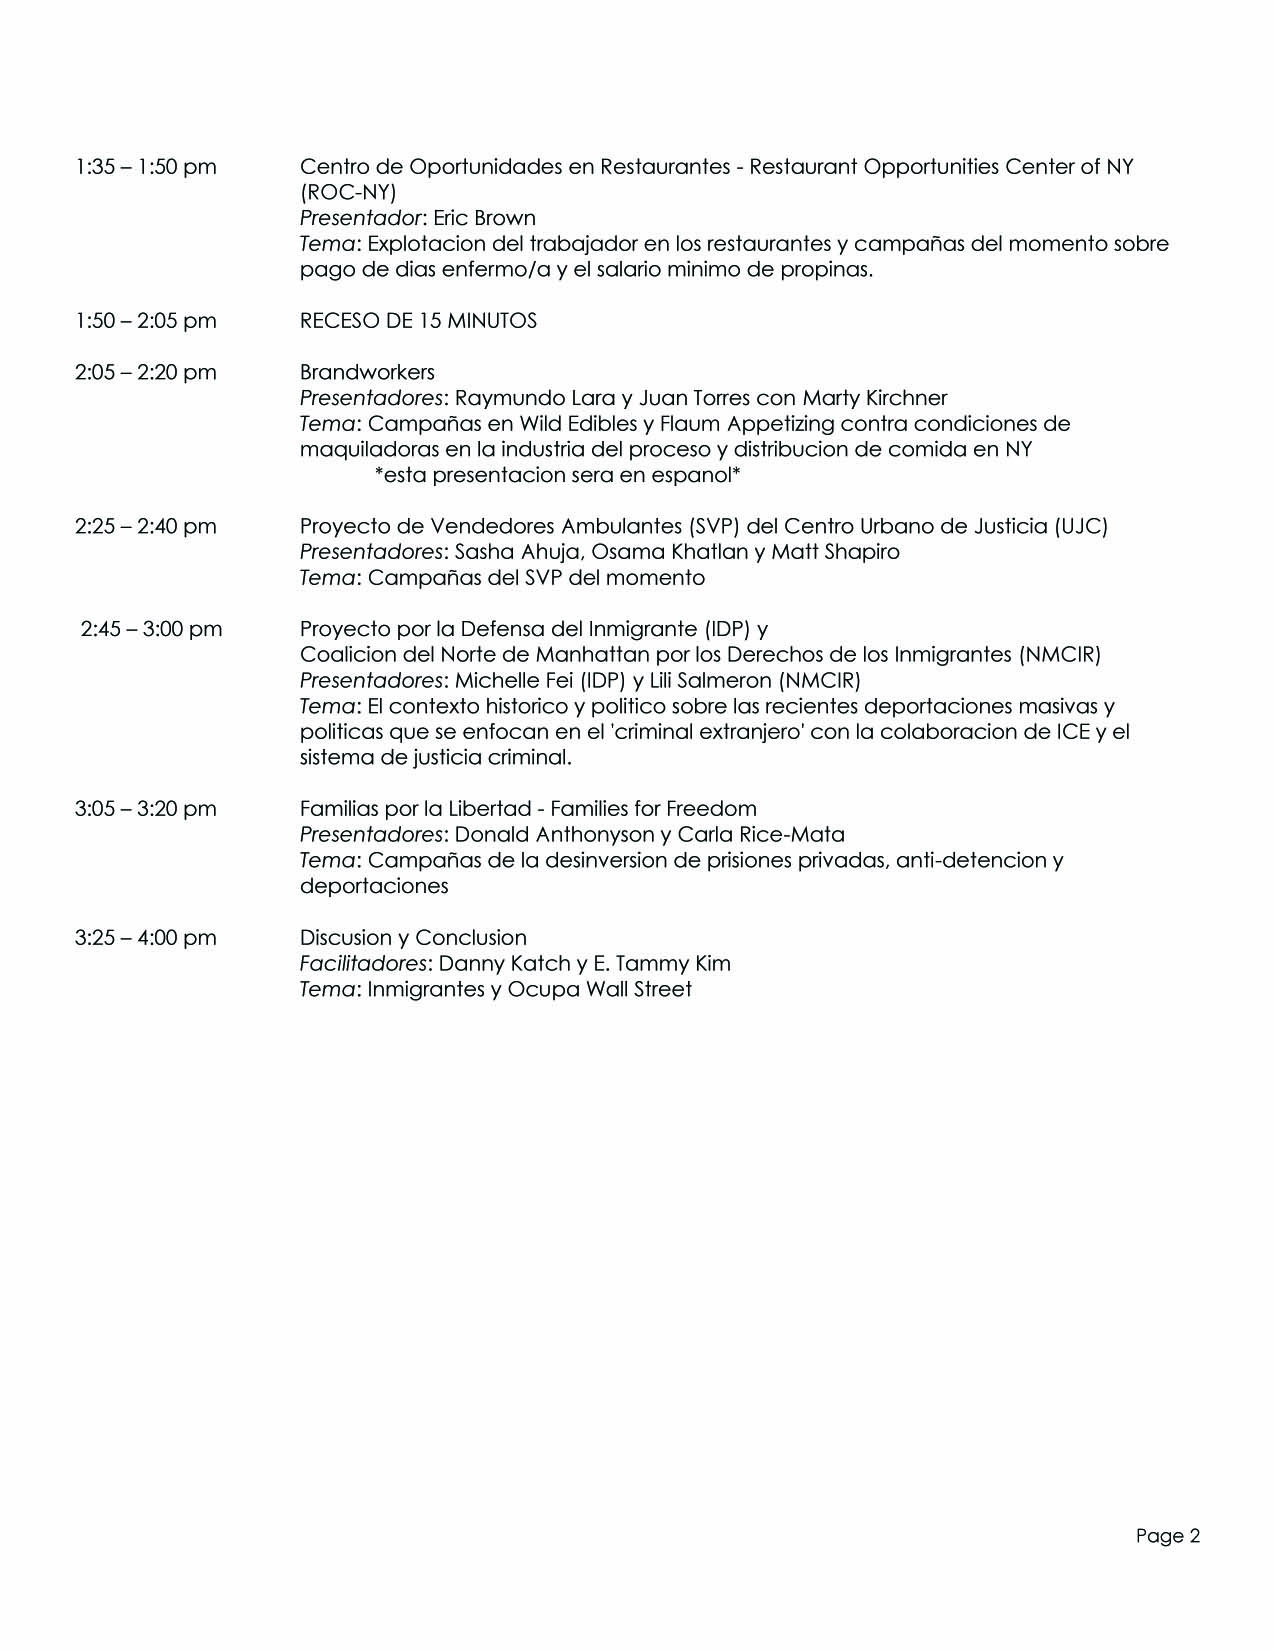 1:35 – 1:50 pm Centro de Oportunidades en Restaurantes - Restaurant Opportunities Center of NY
(ROC-NY)
Presentador: Eric Brown
Tema: Explotacion del trabajador en los restaurantes y campañas del momento sobre
pago de dias enfermo/a y el salario minimo de propinas.
1:50 – 2:05 pm RECESO DE 15 MINUTOS
2:05 – 2:20 pm Brandworkers
Presentadores: Raymundo Lara y Juan Torres con Marty Kirchner
Tema: Campañas en Wild Edibles y Flaum Appetizing contra condiciones de
maquiladoras en la industria del proceso y distribucion de comida en NY
*esta presentacion sera en espanol*
2:25 – 2:40 pm Proyecto de Vendedores Ambulantes (SVP) del Centro Urbano de Justicia (UJC)
Presentadores: Sasha Ahuja, Osama Khatlan y Matt Shapiro
Tema: Campañas del SVP del momento
2:45 – 3:00 pm Proyecto por la Defensa del Inmigrante (IDP) y
Coalicion del Norte de Manhattan por los Derechos de los Inmigrantes (NMCIR)
Presentadores: Michelle Fei (IDP) y Lili Salmeron (NMCIR)
Tema: El contexto historico y politico sobre las recientes deportaciones masivas y
politicas que se enfocan en el 'criminal extranjero' con la colaboracion de ICE y el
sistema de justicia criminal.
3:05 – 3:20 pm Familias por la Libertad - Families for Freedom
Presentadores: Donald Anthonyson y Carla Rice-Mata
Tema: Campañas de la desinversion de prisiones privadas, anti-detencion y
deportaciones
3:25 – 4:00 pm Discusion y Conclusion
Facilitadores: Danny Katch y E. Tammy Kim
Tema: Inmigrantes y Ocupa Wall Street
Page 2